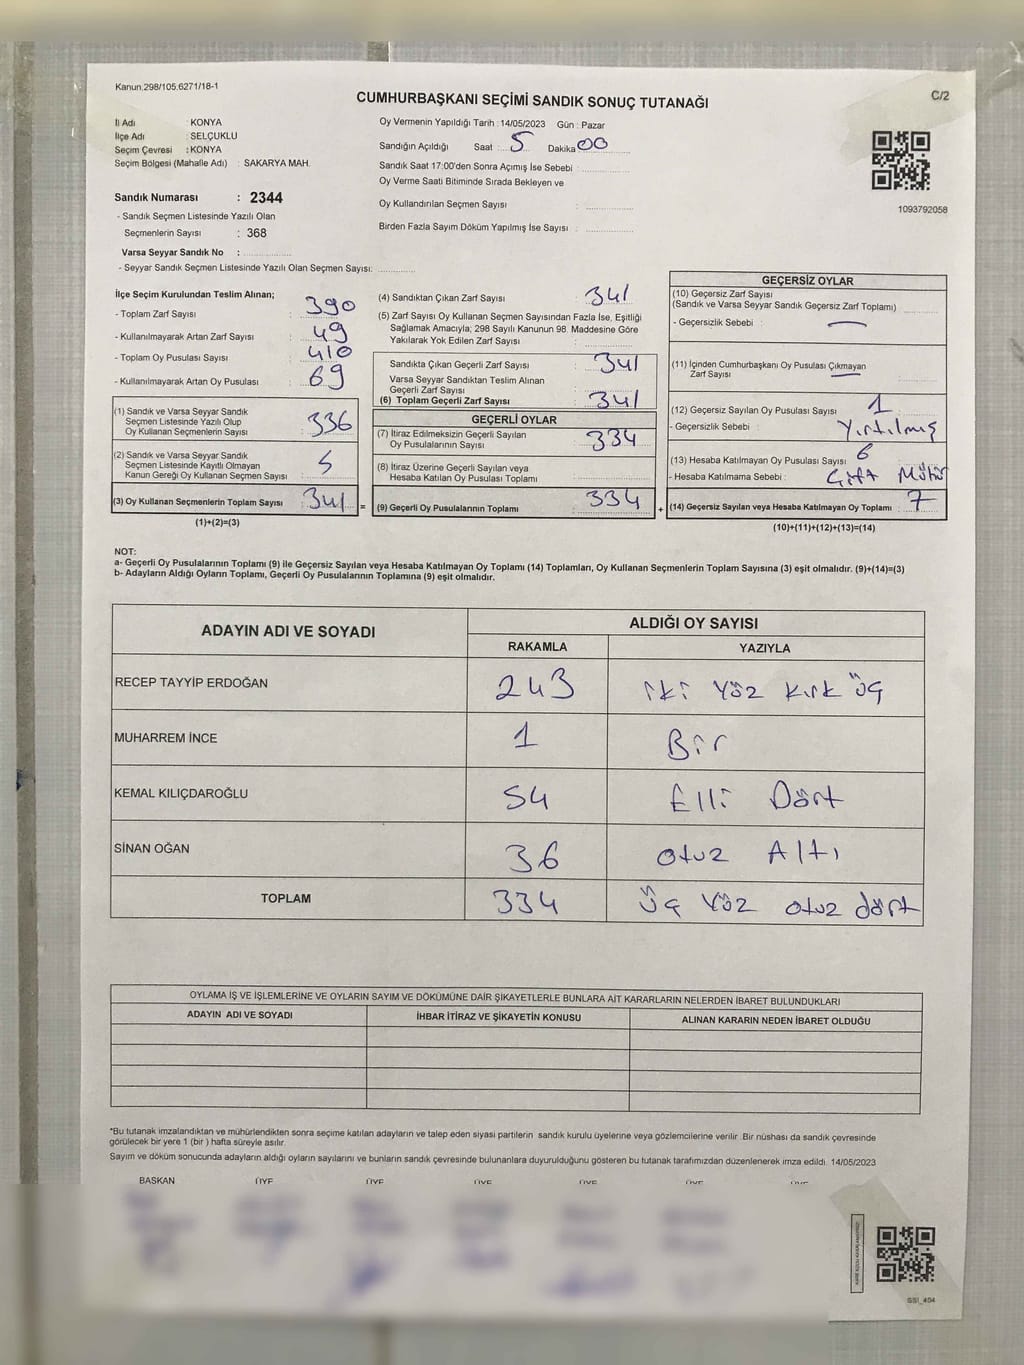 Kanun.298/105.6271/18-1
CUMHURBAŞKANI SEÇİMİ SANDIK SONUÇ TUTANAĞI
C/2
İl Adı : KONYA
İlçe Adı : SELÇUKLU
Seçim Çevresi : KONYA
Seçim Bölgesi (Mahalle Adı) : SAKARYA MAH.
Sandık Numarası : 2344
- Sandık Seçmen Listesinde Yazılı Olan
Seçmenlerin Sayısı : 368
Varsa Seyyar Sandık No :
- Seyyar Sandık Seçmen Listesinde Yazılı Olan Seçmen Sayısı:
Oy Vermenin Yapıldığı Tarih : 14/05/2023 Gün : Pazar
Sandığın Açıldığı Saat : 5 Dakika 00
Sandık Saat 17:00'den Sonra Açımış İse Sebebi :
Oy Verme Saati Bitiminde Sırada Bekleyen ve
Oy Kullandırılan Seçmen Sayısı :
Birden Fazla Sayım Döküm Yapılmış İse Sayısı :
1093792058
İlçe Seçim Kurulundan Teslim Alınan;
- Toplam Zarf Sayısı : 390
- Kullanılmayarak Artan Zarf Sayısı : 49
- Toplam Oy Pusulası Sayısı : 410
- Kullanılmayarak Artan Oy Pusulası : 69
(1) Sandık ve Varsa Seyyar Sandık
Seçmen Listesinde Yazılı Olup
Oy Kullanan Seçmenlerin Sayısı 336
(2) Sandık ve Varsa Seyyar Sandık
Seçmen Listesinde Kayıtlı Olmayan
Kanun Gereği Oy Kullanan Seçmen Sayısı : 5
(3) Oy Kullanan Seçmenlerin Toplam Sayısı 341
(1)+(2)=(3)
=
(4) Sandıktan Çıkan Zarf Sayısı : 341
(5) Zarf Sayısı Oy Kullanan Seçmen Sayısından Fazla İse, Eşitliği
Sağlamak Amacıyla; 298 Sayılı Kanunun 98. Maddesine Göre
Yakılarak Yok Edilen Zarf Sayısı :
Sandıkta Çıkan Geçerli Zarf Sayısı : 341
Varsa Seyyar Sandıktan Teslim Alınan
Geçerli Zarf Sayısı :
(6) Toplam Geçerli Zarf Sayısı : 341
GEÇERLİ OYLAR
(7) İtiraz Edilmeksizin Geçerli Sayılan
Oy Pusulalarının Sayısı : 334
(8) İtiraz Üzerine Geçerli Sayılan veya
Hesaba Katılan Oy Pusulası Toplamı :
(9) Geçerli Oy Pusulalarının Toplamı : 334
+
GEÇERSİZ OYLAR
(10) Geçersiz Zarf Sayısı
(Sandık ve Varsa Seyyar Sandık Geçersiz Zarf Toplamı)
- Geçersizlik Sebebi : —
(11) İçinden Cumhurbaşkanı Oy Pusulası Çıkmayan
Zarf Sayısı —
(12) Geçersiz Sayılan Oy Pusulası Sayısı : 1
- Geçersizlik Sebebi : Yırtılmış
(13) Hesaba Katılmayan Oy Pusulası Sayısı : 6
- Hesaba Katılmama Sebebi : Çift Mühür
(14) Geçersiz Sayılan veya Hesaba Katılmayan Oy Toplamı : 7
(10)+(11)+(12)+(13)=(14)
NOT:
a- Geçerli Oy Pusulalarının Toplamı (9) ile Geçersiz Sayılan veya Hesaba Katılmayan Oy Toplamı (14) Toplamları, Oy Kullanan Seçmenlerin Toplam Sayısına (3) eşit olmalıdır. (9)+(14)=(3)
b- Adayların Aldığı Oyların Toplamı, Geçerli Oy Pusulalarının Toplamına (9) eşit olmalıdır.
ADAYIN ADI VE SOYADI
ALDIĞI OY SAYISI
RAKAMLA YAZIYLA
RECEP TAYYİP ERDOĞAN 243 iki Yüz kırk üç
MUHARREM İNCE 1 Bir
KEMAL KILIÇDAROĞLU 54 Elli Dört
SİNAN OĞAN 36 otuz Altı
TOPLAM 334 üç Yüz otuz dört
OYLAMA İŞ VE İŞLEMLERİNE VE OYLARIN SAYIM VE DÖKÜMÜNE DAİR ŞİKAYETLERLE BUNLARA AİT KARARLARIN NELERDEN İBARET BULUNDUKLARI
ADAYIN ADI VE SOYADI İHBAR İTİRAZ VE ŞİKAYETİN KONUSU ALINAN KARARIN NEDEN İBARET OLDUĞU
*Bu tutanak imzalandıktan ve mühürlendikten sonra seçime katılan adayların ve talep eden siyasi partilerin sandık kurulu üyelerine veya gözlemcilerine verilir. Bir nüshası da sandık çevresinde
görülecek bir yere 1 (bir ) hafta süreyle asılır.
Sayım ve döküm sonucunda adayların aldığı oyların sayılarını ve bunların sandık çevresinde bulunanlara duyurulduğunu gösteren bu tutanak tarafımızdan düzenlenerek imza edildi. 14/05/2023
BAŞKAN ÜYE ÜYE ÜYE ÜYE ÜYE ÜYE
GSI_404